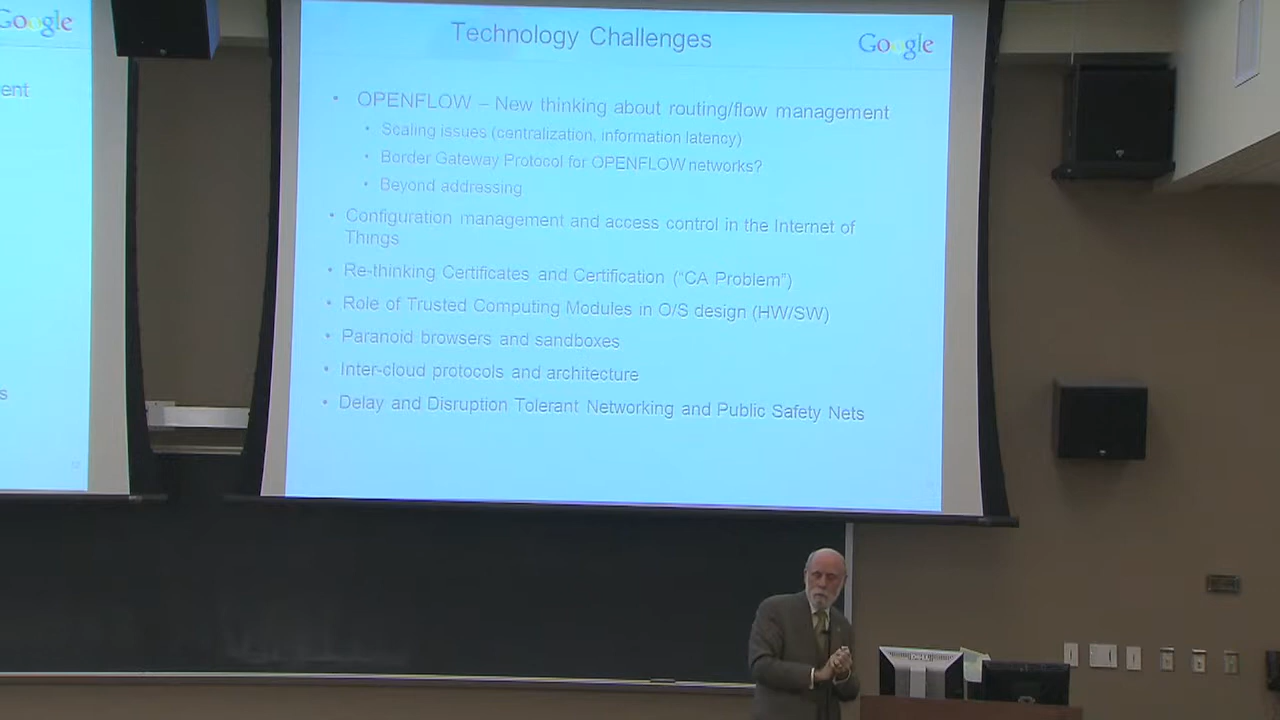 Google
ent
s
Technology Challenges
Google
• OPENFLOW – New thinking about routing/flow management
• Scaling issues (centralization, information latency)
• Border Gateway Protocol for OPENFLOW networks?
• Beyond addressing
• Configuration management and access control in the Internet of
Things
• Re-thinking Certificates and Certification (“CA Problem”)
• Role of Trusted Computing Modules in O/S design (HW/SW)
• Paranoid browsers and sandboxes
• Inter-cloud protocols and architecture
• Delay and Disruption Tolerant Networking and Public Safety Nets
DELL